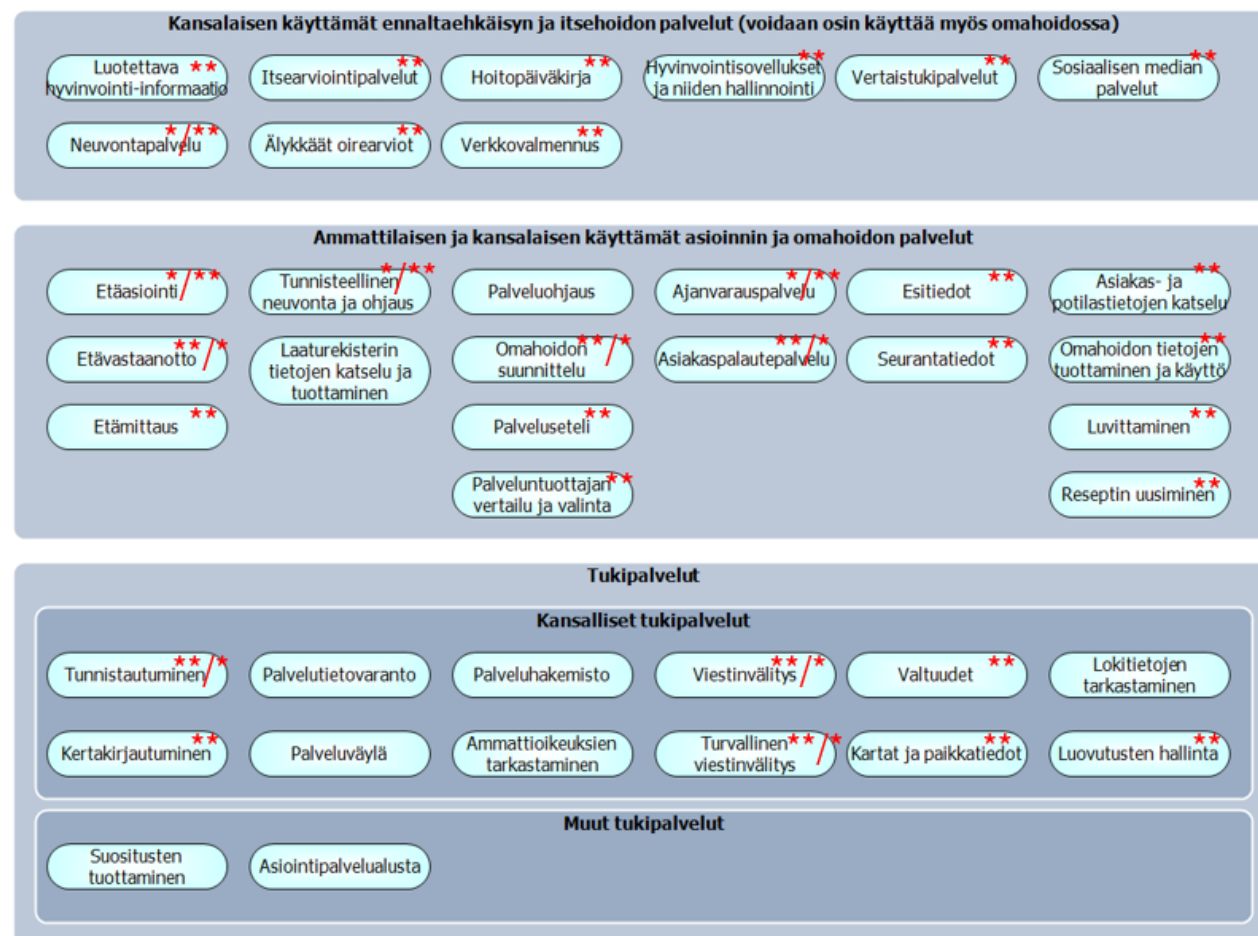 Kansalaisen käyttämät ennaltaehkäisyn ja itsehoidon palvelut (voidaan osin käyttää myös omahoidossa)
Luotettava **
hyvinvointi-informaatio
Itsearviointipalvelut **
Hoitopäiväkirja **
Hyvinvointisovellukset **
ja niiden hallinnointi
Vertaistukipalvelut **
Sosiaalisen median **
palvelut
Neuvontapalvelu */**
Älykkäät oirearviot **
Verkkovalmennus **
Ammattilaisen ja kansalaisen käyttämät asioinnin ja omahoidon palvelut
Etäasiointi */**
Tunnisteellinen */**
neuvonta ja ohjaus
Palveluohjaus
Ajanvarauspalvelu */**
Esitiedot **
Asiakas- ja **
potilastietojen katselu
Etävastaanotto **/*
Laaturekisterin
tietojen katselu ja
tuottaminen
Omahoidon **/*
suunnittelu
Asiakaspalautepalvelu **/*
Seurantatiedot **
Omahoidon tietojen **
tuottaminen ja käyttö
Etämittaus **
Palveluseteli **
Luvittaminen **
Palveluntuottajan **
vertailu ja valinta
Reseptin uusiminen **
Tukipalvelut
Kansalliset tukipalvelut
Tunnistautuminen **/*
Palvelutietovaranto
Palveluhakemisto
Viestinvälitys **/*
Valtuudet **
Lokitietojen
tarkastaminen
Kertakirjautuminen **
Palveluväylä
Ammattioikeuksien
tarkastaminen
Turvallinen **/*
viestinvälitys
Kartat ja paikkatiedot **
Luovutusten hallinta **
Muut tukipalvelut
Suositusten
tuottaminen
Asiointipalvelualusta